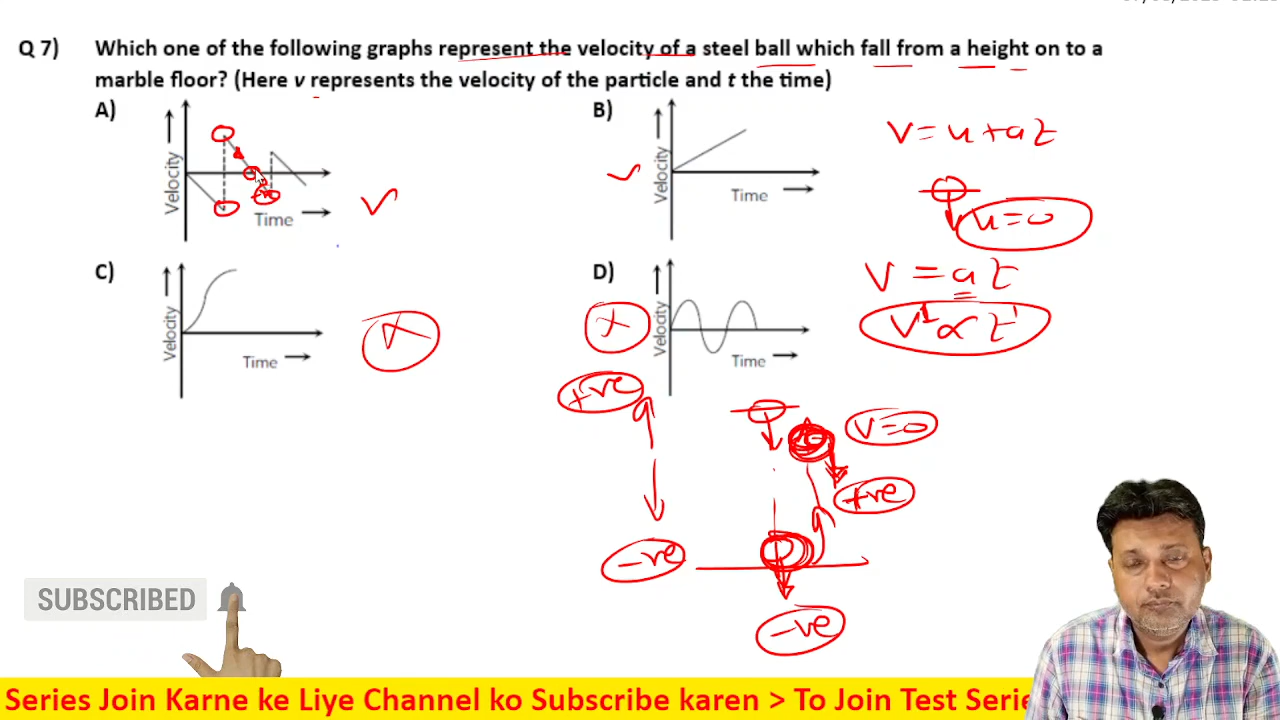 Q 7) Which one of the following graphs represent the velocity of a steel ball which fall from a height on to a
marble floor? (Here v represents the velocity of the particle and t the time)
A)
Velocity
Time
B)
Velocity
Time
v = u + at
u = 0
C)
Velocity
Time
D)
Velocity
Time
v = at
v¹ ∝ t¹
+ve
v=0
+ve
-ve
-ve
SUBSCRIBED
Series Join Karne ke Liye Channel ko Subscribe karen > To Join Test Serie